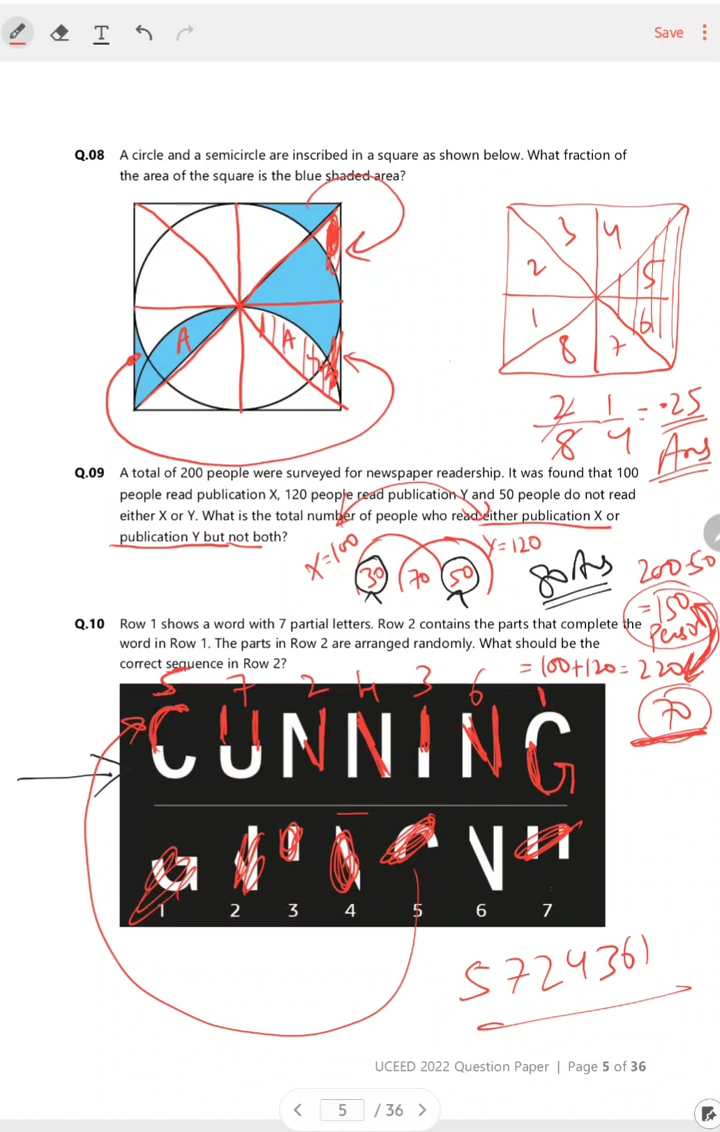 T
Save
Q.08 A circle and a semicircle are inscribed in a square as shown below. What fraction of
the area of the square is the blue shaded area?
3 4
2 5
1 6
8 7
A
A
2/8 1/4 = .25
Ans
Q.09 A total of 200 people were surveyed for newspaper readership. It was found that 100
people read publication X, 120 people read publication Y and 50 people do not read
either X or Y. What is the total number of people who read either publication X or
publication Y but not both?
X=100 Y=120
30 70 50
80 Ans
200-50
=150
Person
=100+120=220
70
Q.10 Row 1 shows a word with 7 partial letters. Row 2 contains the parts that complete the
word in Row 1. The parts in Row 2 are arranged randomly. What should be the
correct sequence in Row 2?
5 7 2 4 3 6 1
CUNNING
1 2 3 4 5 6 7
5724361
UCEED 2022 Question Paper | Page 5 of 36
5 / 36